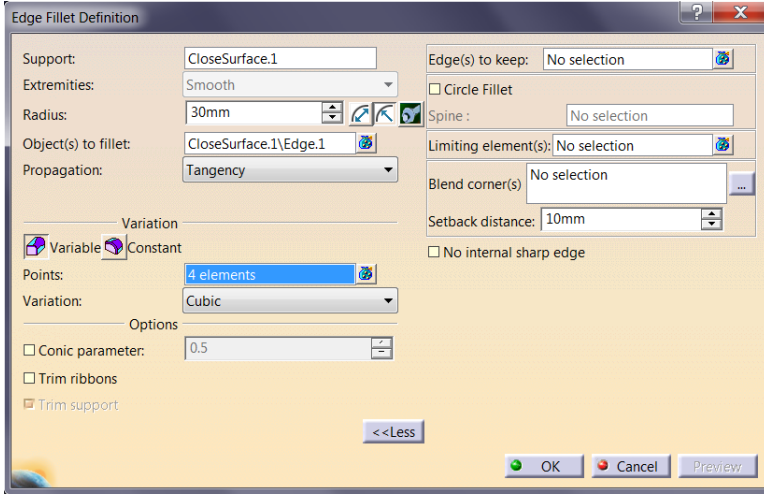 Edge Fillet Definition
Support: CloseSurface.1
Extremities: Smooth
Radius: 30mm
Object(s) to fillet: CloseSurface.1\Edge.1
Propagation: Tangency
Variation
Variable Constant
Points: 4 elements
Variation: Cubic
Options
Conic parameter: 0.5
Trim ribbons
Trim support
Edge(s) to keep: No selection
Circle Fillet
Spine : No selection
Limiting element(s): No selection
Blend corner(s) No selection ...
Setback distance: 10mm
No internal sharp edge
<<Less
OK Cancel Preview